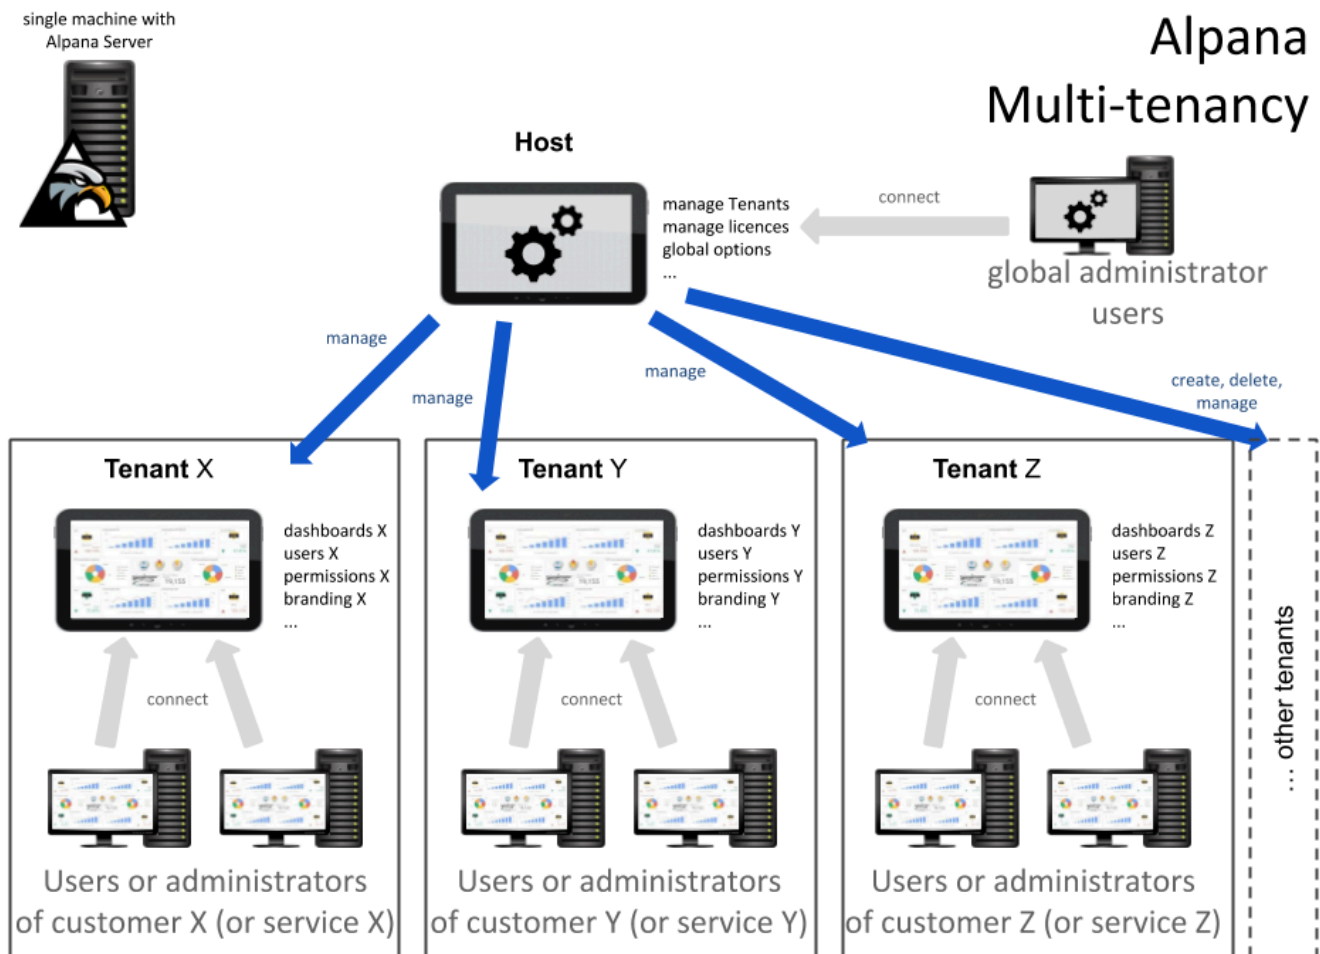 single machine with
Alpana Server
Alpana
Multi-tenancy
Host
manage Tenants
manage licences
global options
...
connect
global administrator
users
manage
manage
manage
create, delete,
manage
Tenant X
dashboards X
users X
permissions X
branding X
...
connect
Users or administrators
of customer X (or service X)
Tenant Y
dashboards Y
users Y
permissions Y
branding Y
...
connect
Users or administrators
of customer Y (or service Y)
Tenant Z
dashboards Z
users Z
permissions Z
branding Z
...
connect
Users or administrators
of customer Z (or service Z)
... other tenants